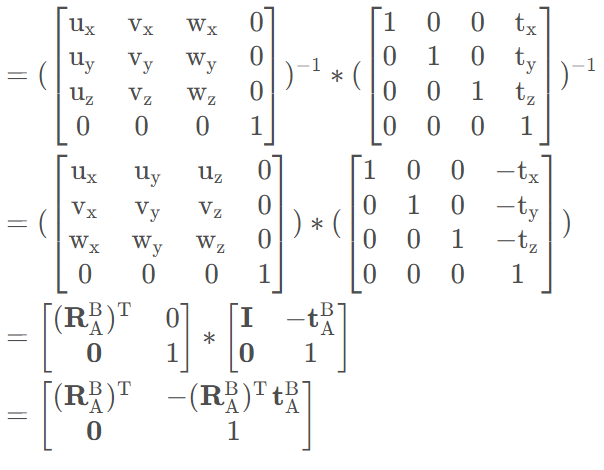 = ( [ u_x v_x w_x 0 ; u_y v_y w_y 0 ; u_z v_z w_z 0 ; 0 0 0 1 ] )^{-1} * ( [ 1 0 0 t_x ; 0 1 0 t_y ; 0 0 1 t_z ; 0 0 0 1 ] )^{-1}
= ( [ u_x u_y u_z 0 ; v_x v_y v_z 0 ; w_x w_y w_z 0 ; 0 0 0 1 ] ) * ( [ 1 0 0 -t_x ; 0 1 0 -t_y ; 0 0 1 -t_z ; 0 0 0 1 ] )
= [ (R_A^B)^T 0 ; 0 1 ] * [ I -t_A^B ; 0 1 ]
= [ (R_A^B)^T -(R_A^B)^T t_A^B ; 0 1 ]